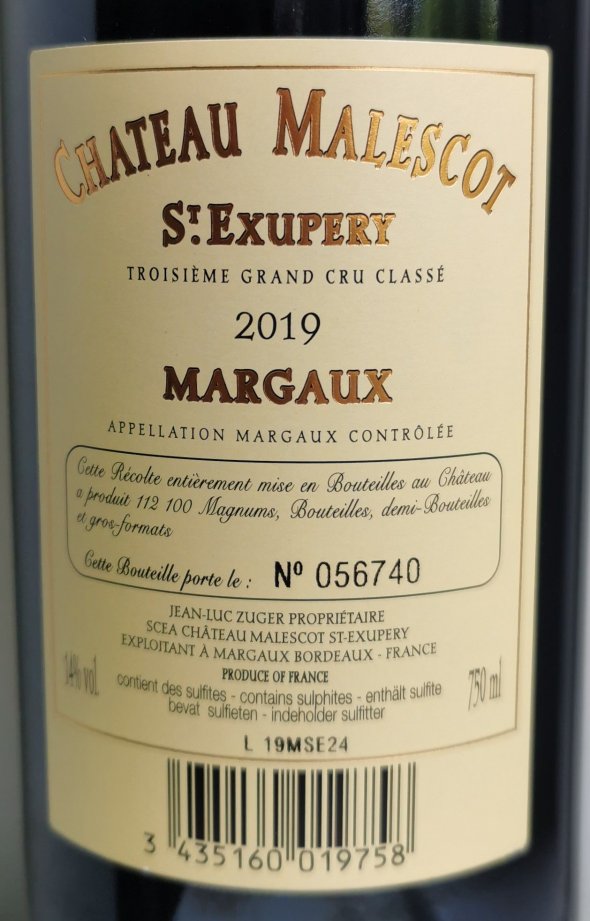 CHATEAU MALESCOT
ST. EXUPERY
TROISIÈME GRAND CRU CLASSÉ
2019
MARGAUX
APPELLATION MARGAUX CONTRÔLÉE
Cette Récolte entièrement mise en Bouteilles au Château
a produit 112 100 Magnums, Bouteilles, demi-Bouteilles
et gros-formats
Cette Bouteille porte le : Nº 056740
JEAN-LUC ZUGER PROPRIÉTAIRE
SCEA CHÂTEAU MALESCOT ST-EXUPERY
EXPLOITANT À MARGAUX BORDEAUX - FRANCE
PRODUCE OF FRANCE
14% vol.
contient des sulfites - contains sulphites - enthält sulfite
bevat sulfieten - indeholder sulfitter
750 ml
L 19MSE24
3 435160 019758